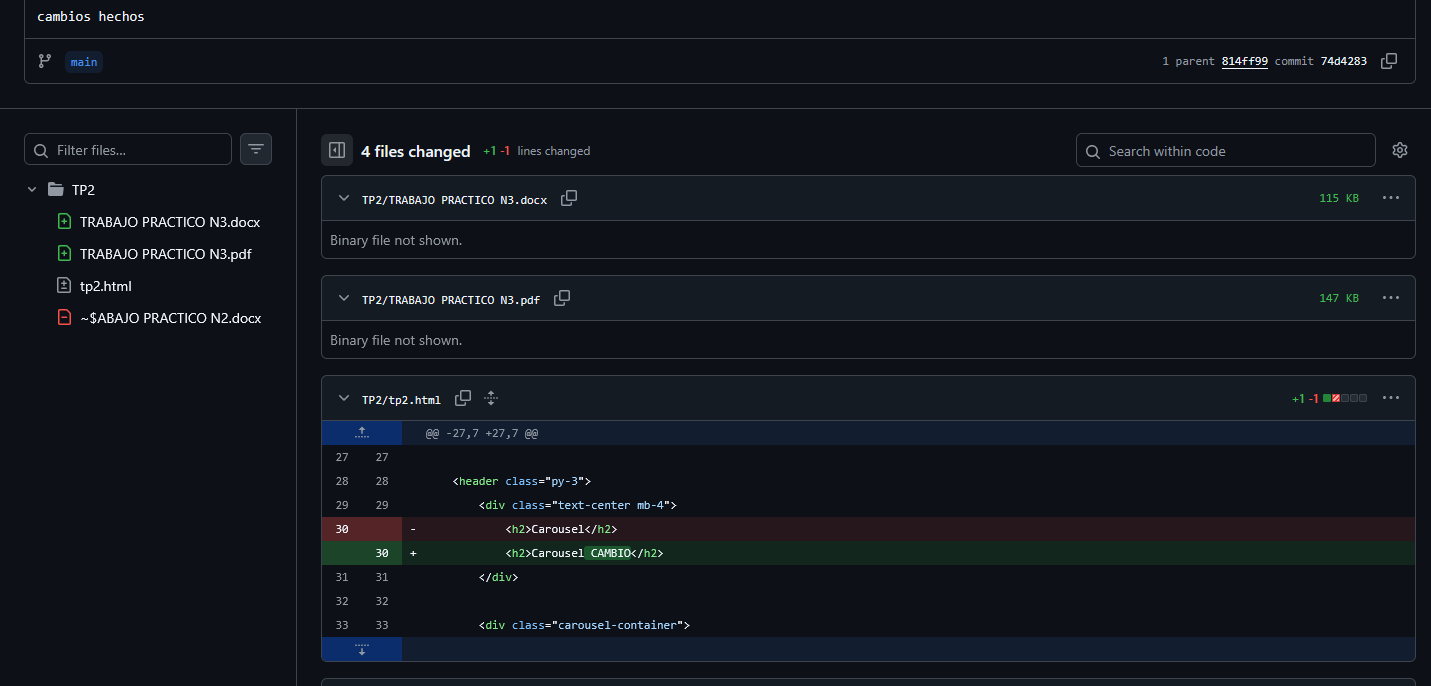 cambios hechos
main
1 parent 814ff99 commit 74d4283
Filter files...
TP2
TRABAJO PRACTICO N3.docx
TRABAJO PRACTICO N3.pdf
tp2.html
~$ABAJO PRACTICO N2.docx
4 files changed +1 -1 lines changed
Search within code
TP2/TRABAJO PRACTICO N3.docx 115 KB
Binary file not shown.
TP2/TRABAJO PRACTICO N3.pdf 147 KB
Binary file not shown.
TP2/tp2.html +1 -1
@@ -27,7 +27,7 @@
27 27
28 28 <header class="py-3">
29 29 <div class="text-center mb-4">
30 - <h2>Carousel</h2>
30 + <h2>Carousel CAMBIO</h2>
31 31 </div>
32 32
33 33 <div class="carousel-container">